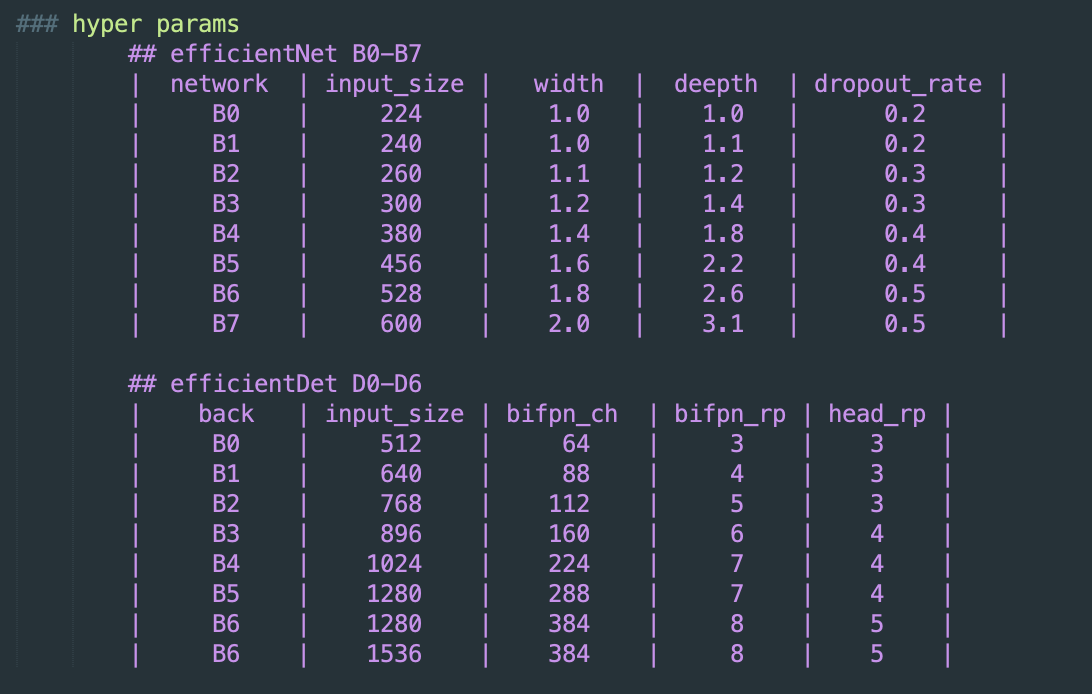 ### hyper params
## efficientNet B0-B7
| network | input_size | width | deepth | dropout_rate |
| B0 | 224 | 1.0 | 1.0 | 0.2 |
| B1 | 240 | 1.0 | 1.1 | 0.2 |
| B2 | 260 | 1.1 | 1.2 | 0.3 |
| B3 | 300 | 1.2 | 1.4 | 0.3 |
| B4 | 380 | 1.4 | 1.8 | 0.4 |
| B5 | 456 | 1.6 | 2.2 | 0.4 |
| B6 | 528 | 1.8 | 2.6 | 0.5 |
| B7 | 600 | 2.0 | 3.1 | 0.5 |
## efficientDet D0-D6
| back | input_size | bifpn_ch | bifpn_rp | head_rp |
| B0 | 512 | 64 | 3 | 3 |
| B1 | 640 | 88 | 4 | 3 |
| B2 | 768 | 112 | 5 | 3 |
| B3 | 896 | 160 | 6 | 4 |
| B4 | 1024 | 224 | 7 | 4 |
| B5 | 1280 | 288 | 7 | 4 |
| B6 | 1280 | 384 | 8 | 5 |
| B6 | 1536 | 384 | 8 | 5 |